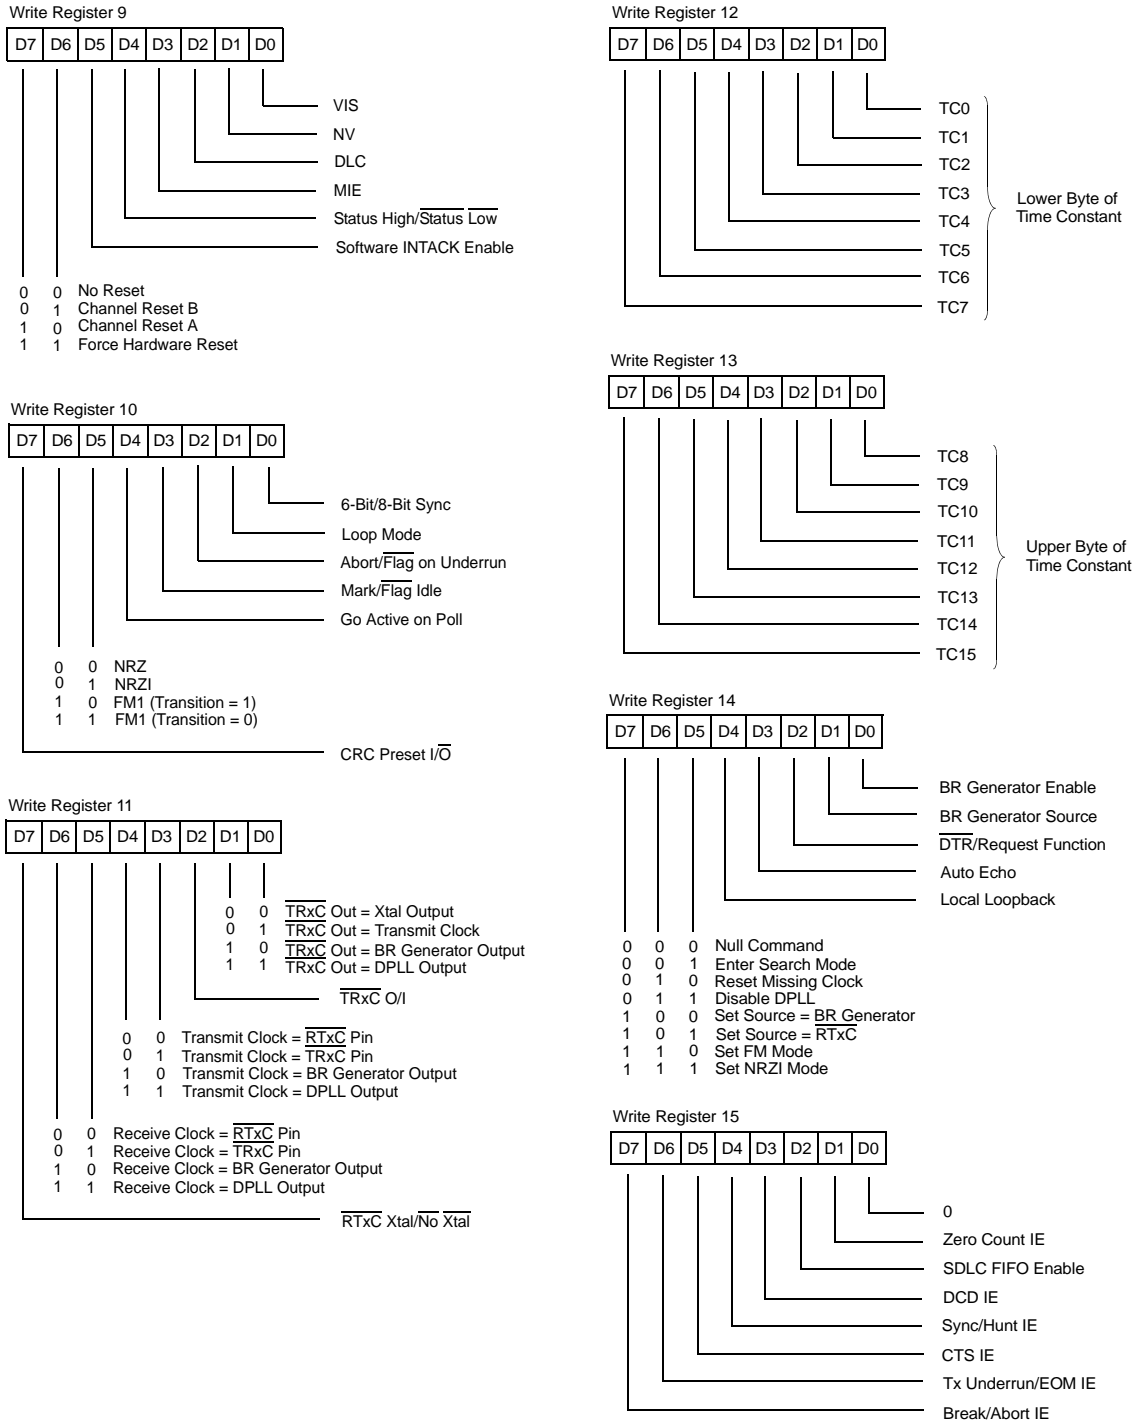 Write Register 9
D7 D6 D5 D4 D3 D2 D1 D0
VIS
NV
DLC
MIE
Status High/Status Low
Software INTACK Enable
0 0 No Reset
0 1 Channel Reset B
1 0 Channel Reset A
1 1 Force Hardware Reset
Write Register 10
D7 D6 D5 D4 D3 D2 D1 D0
6-Bit/8-Bit Sync
Loop Mode
Abort/Flag on Underrun
Mark/Flag Idle
Go Active on Poll
0 0 NRZ
0 1 NRZI
1 0 FM1 (Transition = 1)
1 1 FM1 (Transition = 0)
CRC Preset I/O
Write Register 11
D7 D6 D5 D4 D3 D2 D1 D0
0 0 TRxC Out = Xtal Output
0 1 TRxC Out = Transmit Clock
1 0 TRxC Out = BR Generator Output
1 1 TRxC Out = DPLL Output
TRxC O/I
0 0 Transmit Clock = RTxC Pin
0 1 Transmit Clock = TRxC Pin
1 0 Transmit Clock = BR Generator Output
1 1 Transmit Clock = DPLL Output
0 0 Receive Clock = RTxC Pin
0 1 Receive Clock = TRxC Pin
1 0 Receive Clock = BR Generator Output
1 1 Receive Clock = DPLL Output
RTxC Xtal/No Xtal
Write Register 12
D7 D6 D5 D4 D3 D2 D1 D0
TC0
TC1
TC2
TC3
TC4
TC5
TC6
TC7
Lower Byte of
Time Constant
Write Register 13
D7 D6 D5 D4 D3 D2 D1 D0
TC8
TC9
TC10
TC11
TC12
TC13
TC14
TC15
Upper Byte of
Time Constant
Write Register 14
D7 D6 D5 D4 D3 D2 D1 D0
BR Generator Enable
BR Generator Source
DTR/Request Function
Auto Echo
Local Loopback
0 0 0 Null Command
0 0 1 Enter Search Mode
0 1 0 Reset Missing Clock
0 1 1 Disable DPLL
1 0 0 Set Source = BR Generator
1 0 1 Set Source = RTxC
1 1 0 Set FM Mode
1 1 1 Set NRZI Mode
Write Register 15
D7 D6 D5 D4 D3 D2 D1 D0
0
Zero Count IE
SDLC FIFO Enable
DCD IE
Sync/Hunt IE
CTS IE
Tx Underrun/EOM IE
Break/Abort IE